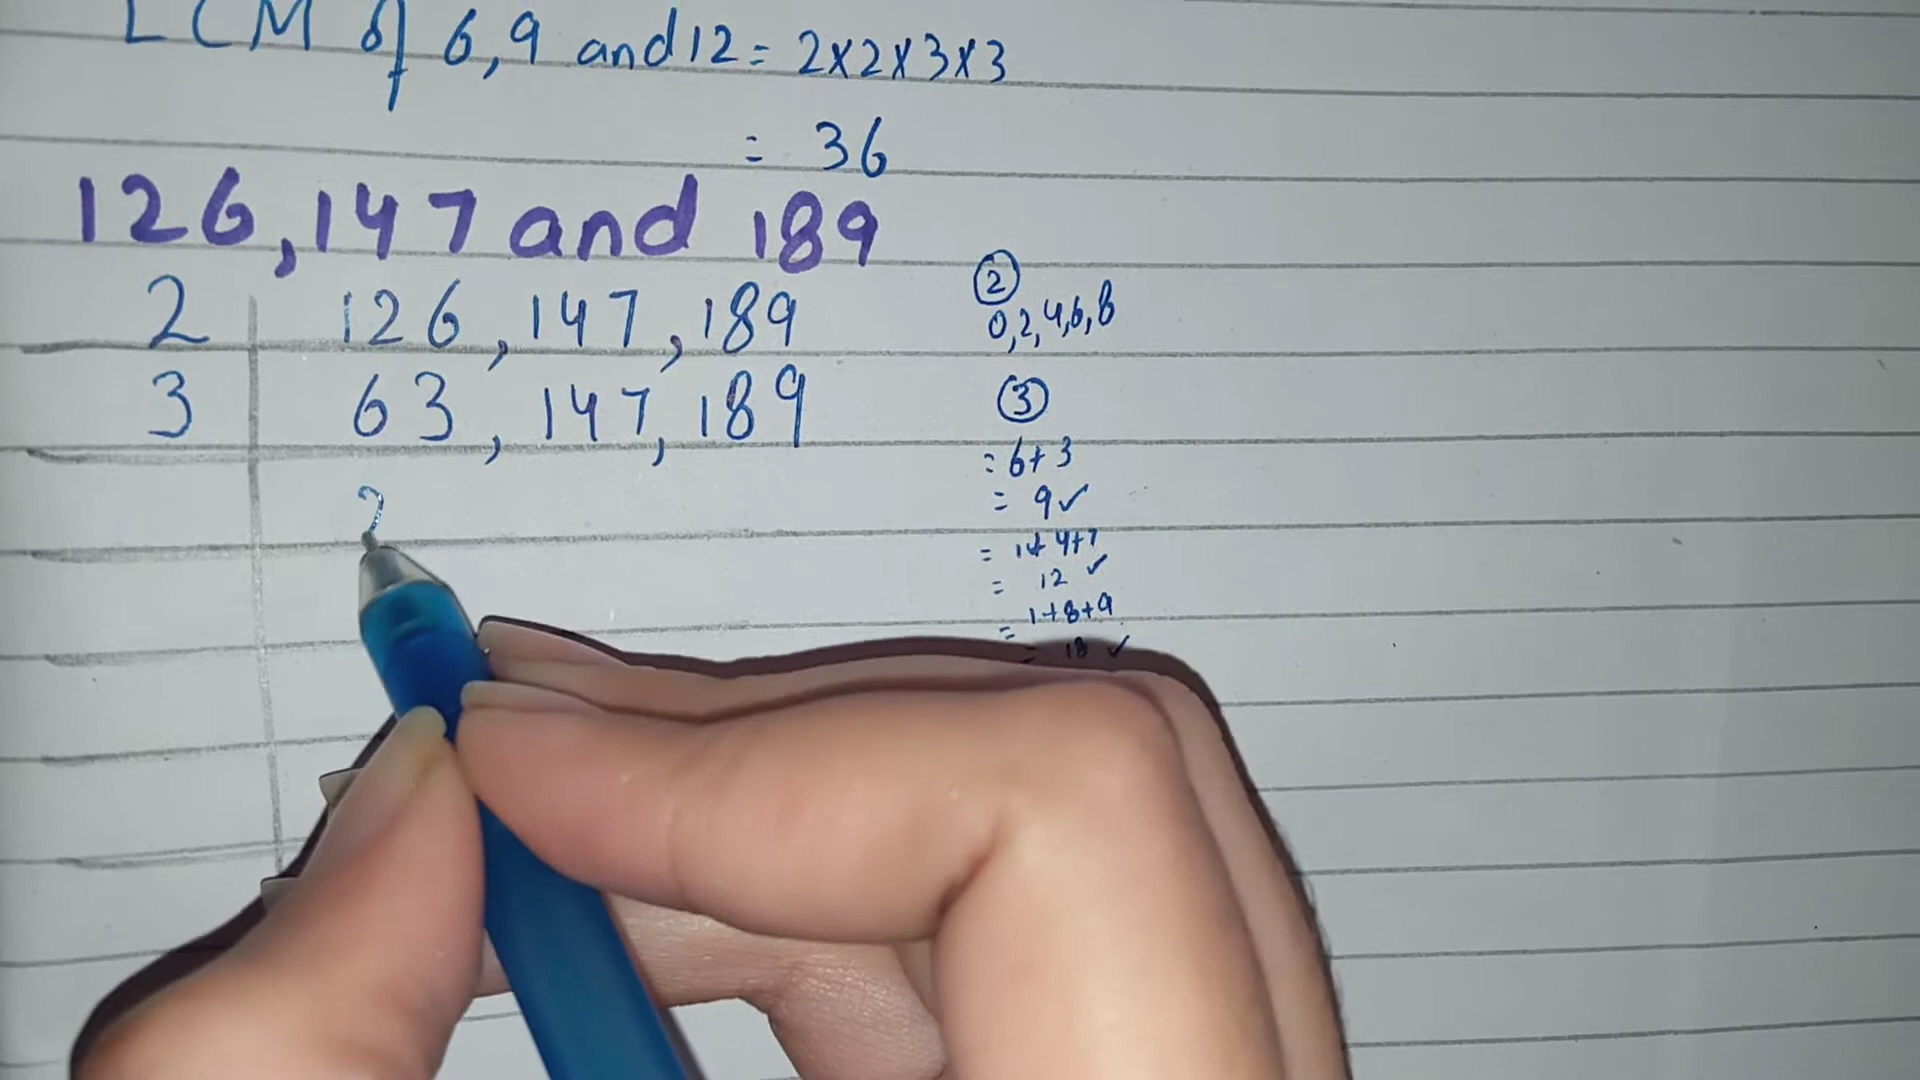 LCM of 6,9 and 12 = 2x2x3x3
= 36
126,147 and 189
2 126,147,189
3 63,147,189
2
②
0,2,4,6,8
③
= 6+3
= 9✓
= 1+4+7
= 12 ✓
= 1+8+9
= 18 ✓